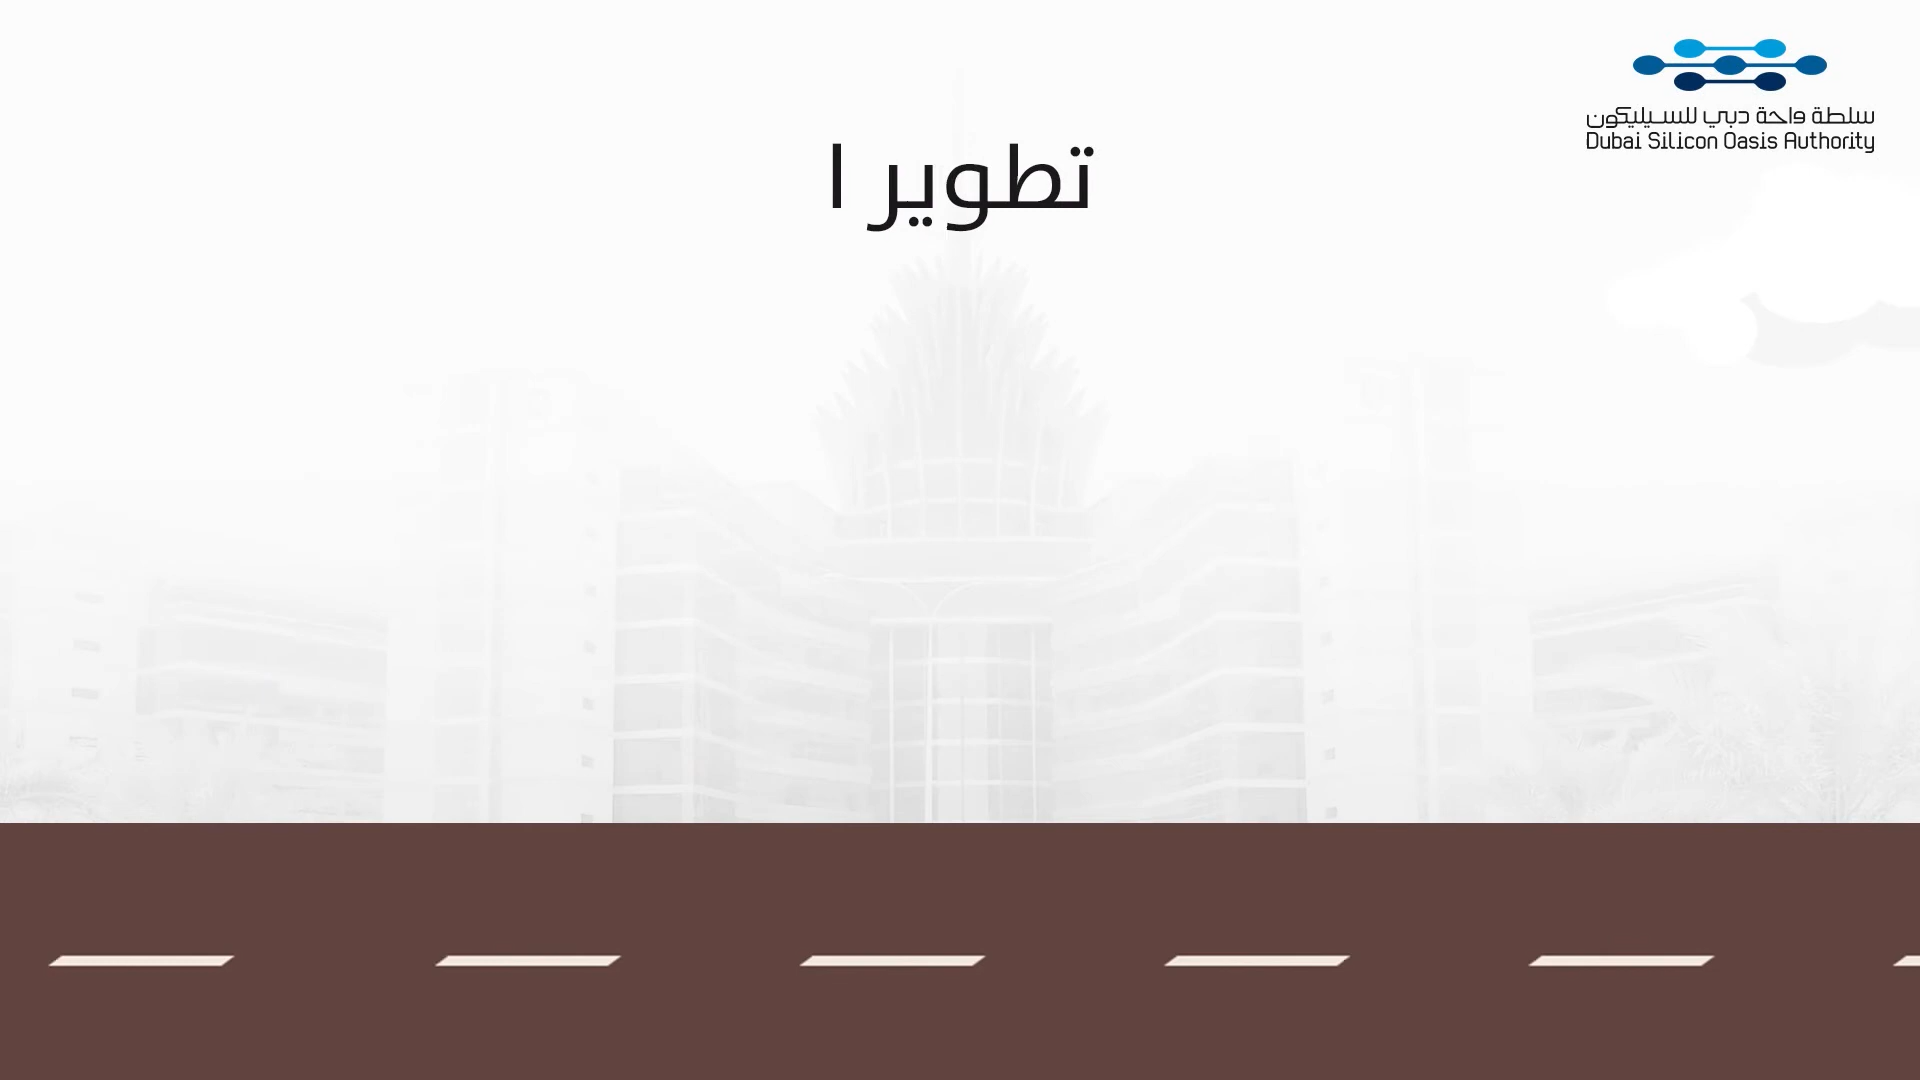 تطوير ا
سلطة واحة دبي للسيليكون
Dubai Silicon Oasis Authority